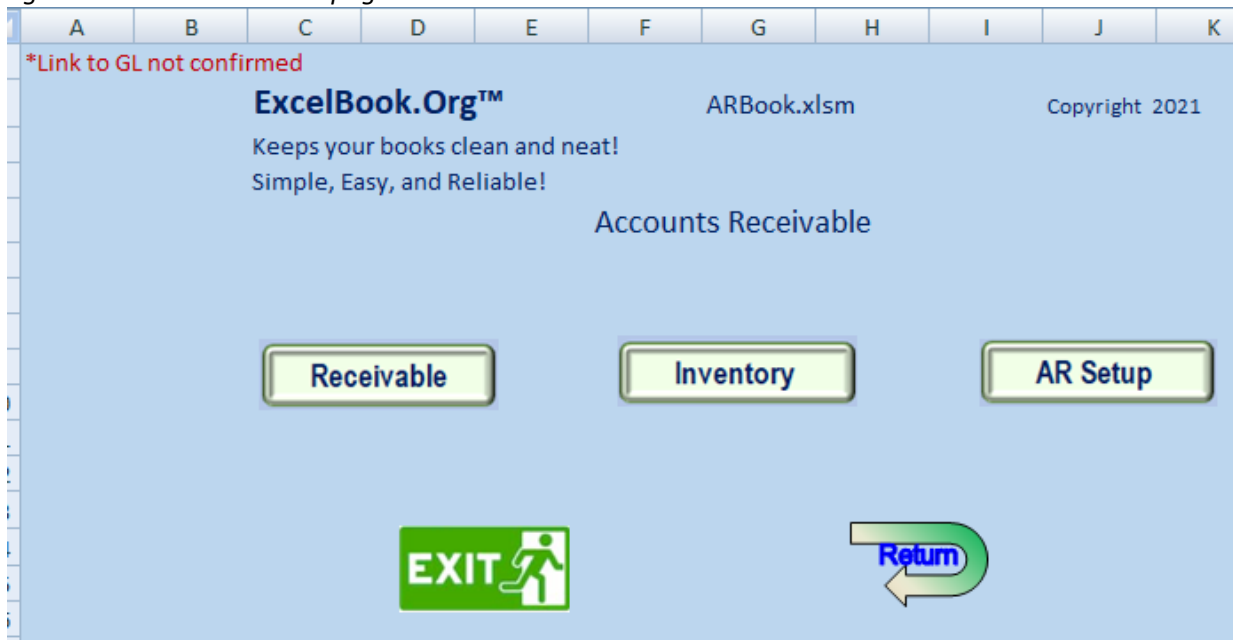 A B C D E F G H I J K
*Link to GL not confirmed
ExcelBook.Org™ ARBook.xlsm Copyright 2021
Keeps your books clean and neat!
Simple, Easy, and Reliable!
Accounts Receivable
Receivable Inventory AR Setup
EXIT Return